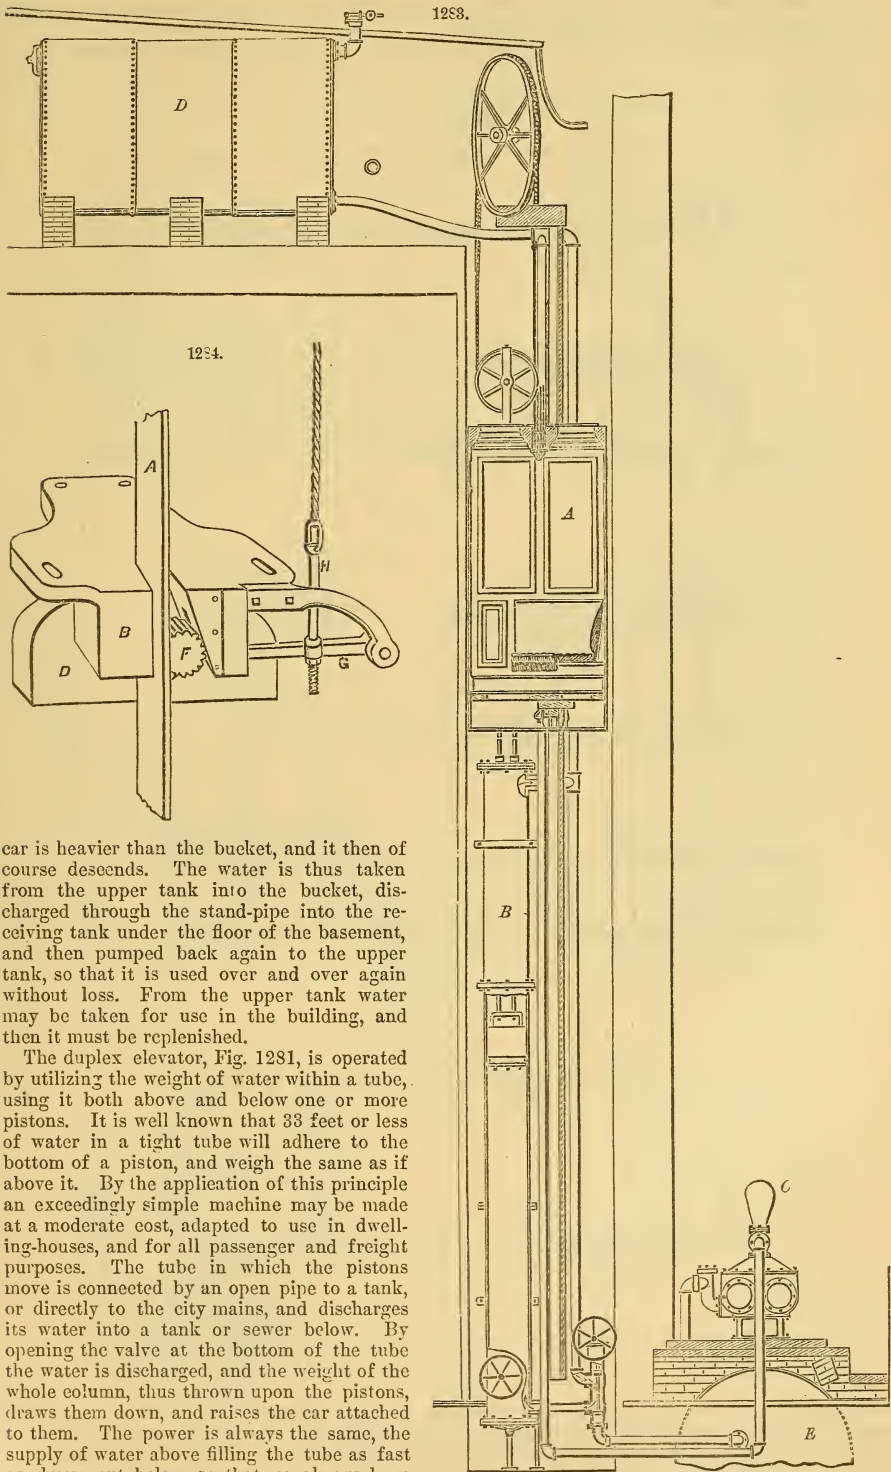 1283.
D
A
B
C
E
1284.
A
H
B
F
G
D
car is heavier than the bucket, and it then of
course descends. The water is thus taken
from the upper tank into the bucket, dis-
charged through the stand-pipe into the re-
ceiving tank under the floor of the basement,
and then pumped back again to the upper
tank, so that it is used over and over again
without loss. From the upper tank water
may be taken for use in the building, and
then it must be replenished.
The duplex elevator, Fig. 1281, is operated
by utilizing the weight of water within a tube,
using it both above and below one or more
pistons. It is well known that 33 feet or less
of water in a tight tube will adhere to the
bottom of a piston, and weigh the same as if
above it. By the application of this principle
an exceedingly simple machine may be made
at a moderate cost, adapted to use in dwell-
ing-houses, and for all passenger and freight
purposes. The tube in which the pistons
move is connected by an open pipe to a tank,
or directly to the city mains, and discharges
its water into a tank or sewer below. By
opening the valve at the bottom of the tube
the water is discharged, and the weight of the
whole column, thus thrown upon the pistons,
draws them down, and raises the car attached
to them. The power is always the same, the
supply of water above filling the tube as fast